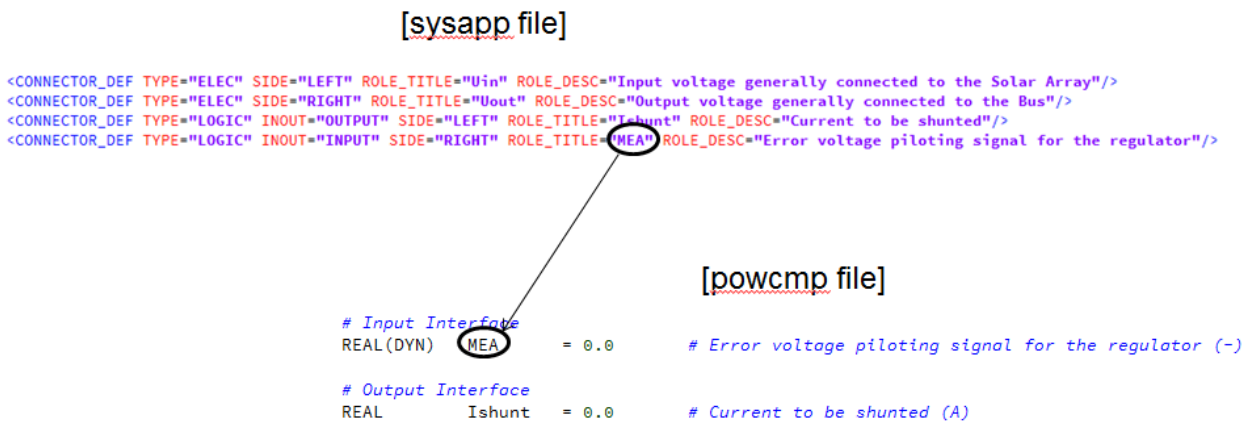 [sysapp file]
<CONNECTOR_DEF TYPE="ELEC" SIDE="LEFT" ROLE_TITLE="Uin" ROLE_DESC="Input voltage generally connected to the Solar Array"/>
<CONNECTOR_DEF TYPE="ELEC" SIDE="RIGHT" ROLE_TITLE="Uout" ROLE_DESC="Output voltage generally connected to the Bus"/>
<CONNECTOR_DEF TYPE="LOGIC" INOUT="OUTPUT" SIDE="LEFT" ROLE_TITLE="Ishunt" ROLE_DESC="Current to be shunted"/>
<CONNECTOR_DEF TYPE="LOGIC" INOUT="INPUT" SIDE="RIGHT" ROLE_TITLE="MEA" ROLE_DESC="Error voltage piloting signal for the regulator"/>
[powcmp file]
# Input Interface
REAL(DYN) MEA = 0.0 # Error voltage piloting signal for the regulator (-)
# Output Interface
REAL Ishunt = 0.0 # Current to be shunted (A)